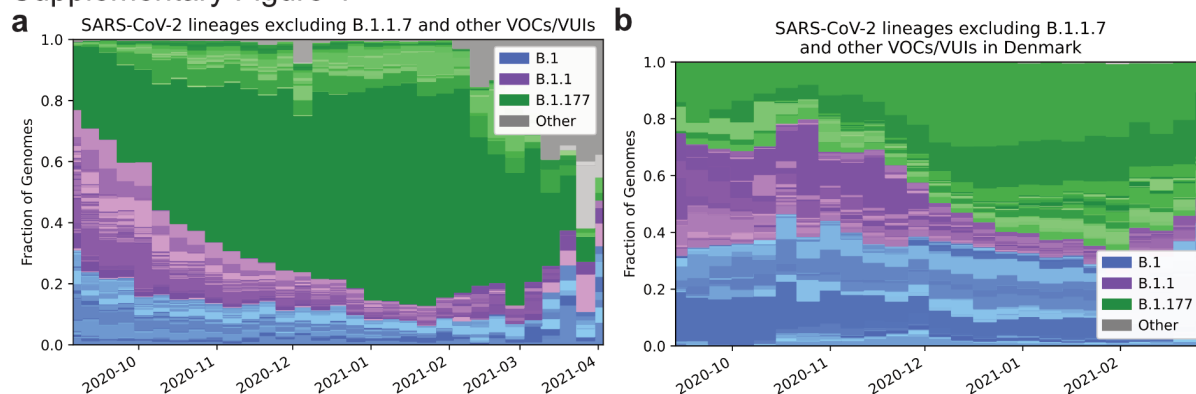 a
SARS-CoV-2 lineages excluding B.1.1.7 and other VOCs/VUIs
Fraction of Genomes
1.0
0.8
0.6
0.4
0.2
0.0
B.1
B.1.1
B.1.177
Other
2020-10
2020-11
2020-12
2021-01
2021-02
2021-03
2021-04
b
SARS-CoV-2 lineages excluding B.1.1.7
and other VOCs/VUIs in Denmark
Fraction of Genomes
1.0
0.8
0.6
0.4
0.2
0.0
B.1
B.1.1
B.1.177
Other
2020-10
2020-11
2020-12
2021-01
2021-02